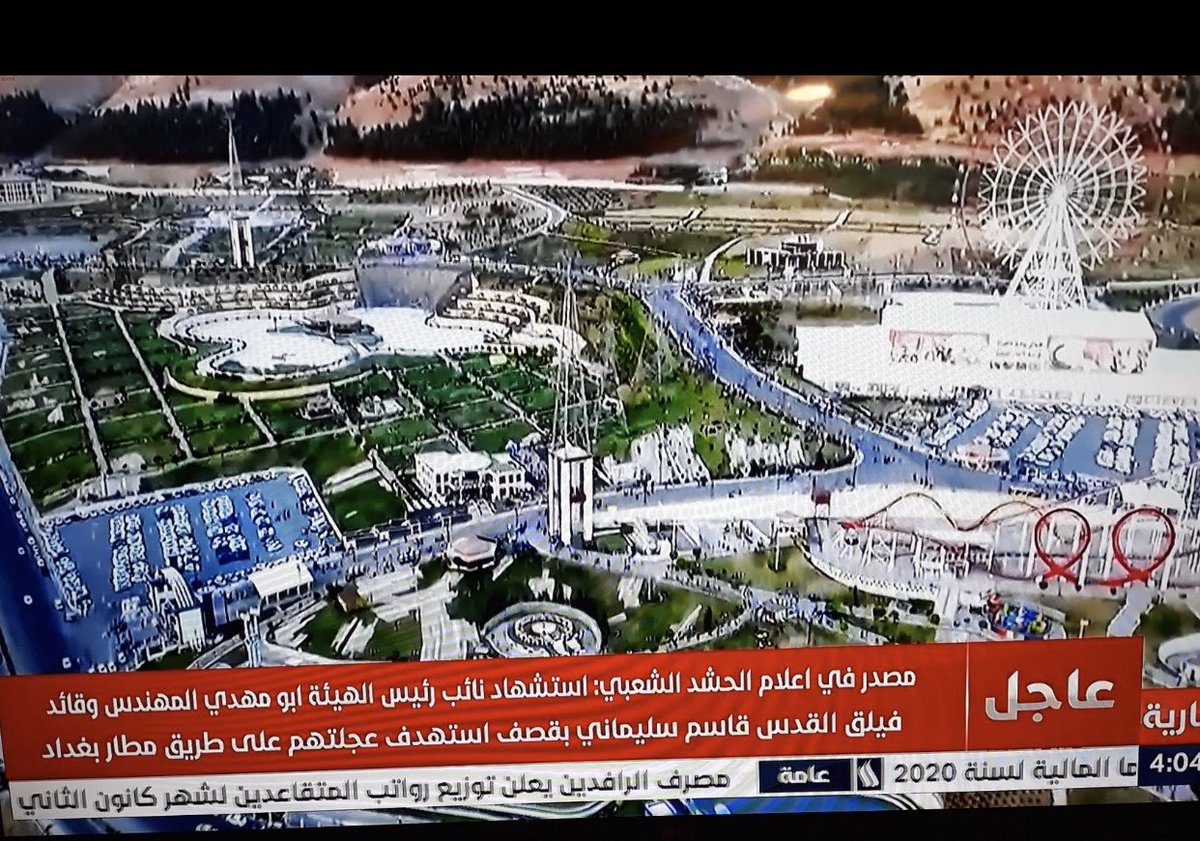 عاجل
مصدر في اعلام الحشد الشعبي: استشهاد نائب رئيس الهيئة ابو مهدي المهندس وقائد
فيلق القدس قاسم سليماني بقصف استهدف عجلتهم على طريق مطار بغداد
ارية
4:04
ما المالية لسنة 2020 عامة مصرف الرافدين يعلن توزيع رواتب المتقاعدين لشهر كانون الثاني